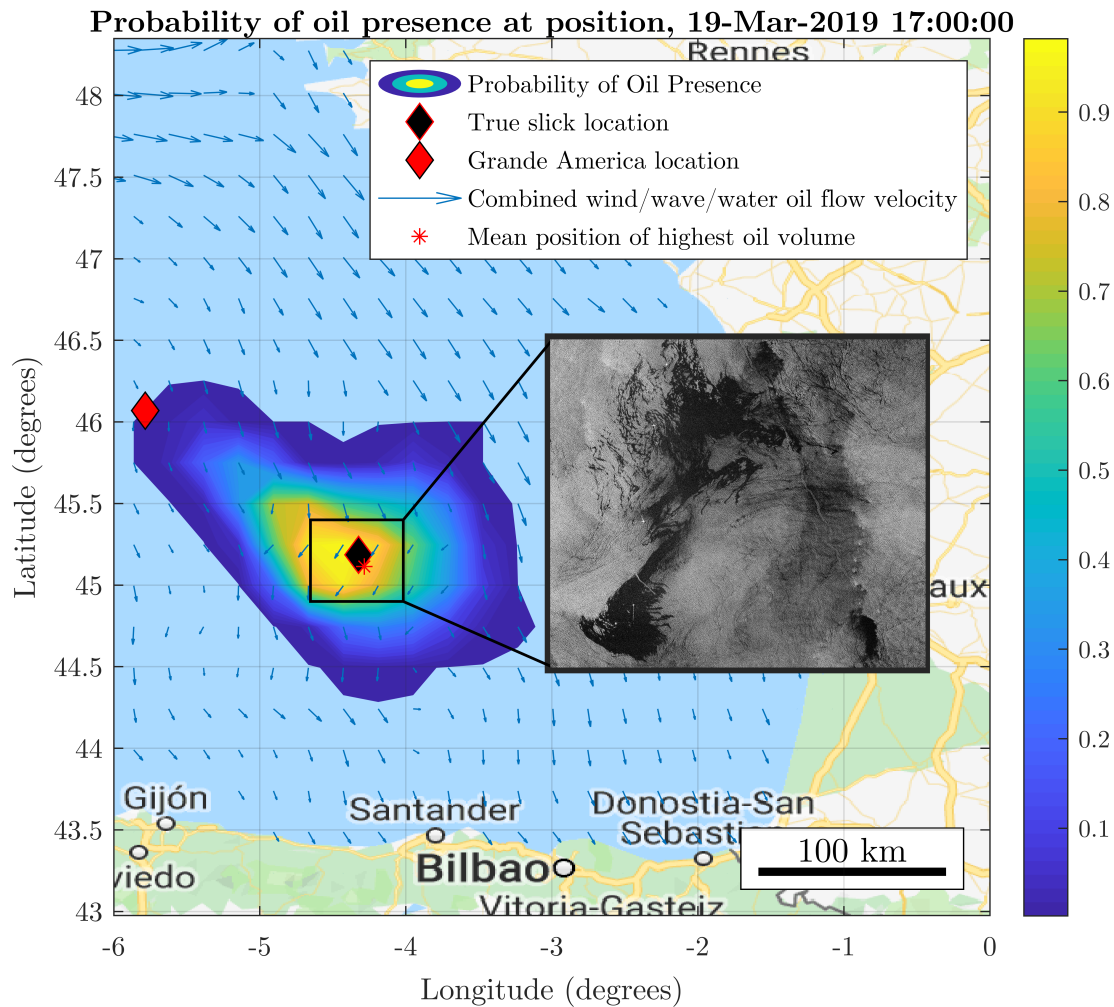 Probability of oil presence at position, 19-Mar-2019 17:00:00
Rennes
Probability of Oil Presence
True slick location
Grande America location
Combined wind/wave/water oil flow velocity
Mean position of highest oil volume
48
47.5
47
46.5
46
45.5
45
44.5
44
43.5
43
Latitude (degrees)
-6
-5
-4
-3
-2
-1
0
Longitude (degrees)
0.9
0.8
0.7
0.6
0.5
0.4
0.3
0.2
0.1
aux
Gijón
Santander
Donostia-San
Sebastian
Bilbao
viedo
Vitoria-Gasteiz
100 km